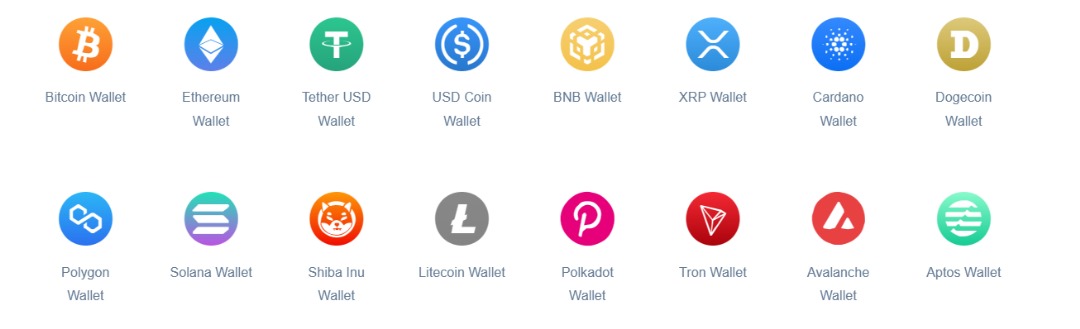 Bitcoin Wallet
Ethereum
Wallet
Tether USD
Wallet
USD Coin
Wallet
BNB Wallet
XRP Wallet
Cardano
Wallet
Dogecoin
Wallet
Polygon
Wallet
Solana Wallet
Shiba Inu
Wallet
Litecoin Wallet
Polkadot
Wallet
Tron Wallet
Avalanche
Wallet
Aptos Wallet